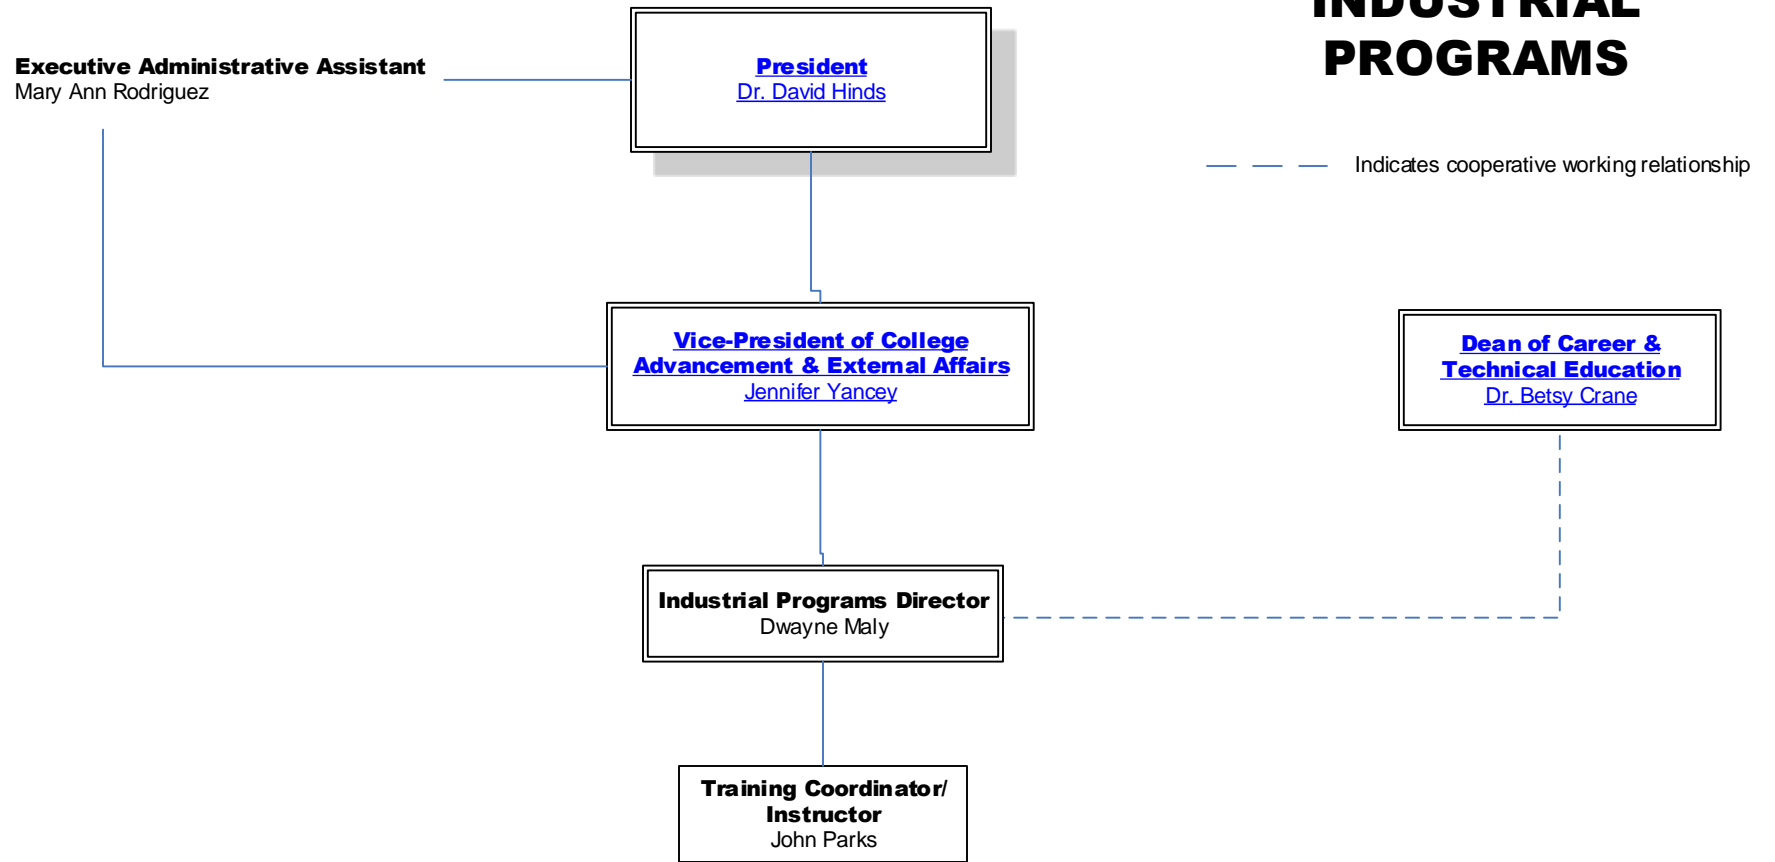 INDUSTRIAL
PROGRAMS
Executive Administrative Assistant
Mary Ann Rodriguez
President
Dr. David Hinds
Indicates cooperative working relationship
Vice-President of College
Advancement & External Affairs
Jennifer Yancey
Dean of Career &
Technical Education
Dr. Betsy Crane
Industrial Programs Director
Dwayne Maly
Training Coordinator/
Instructor
John Parks